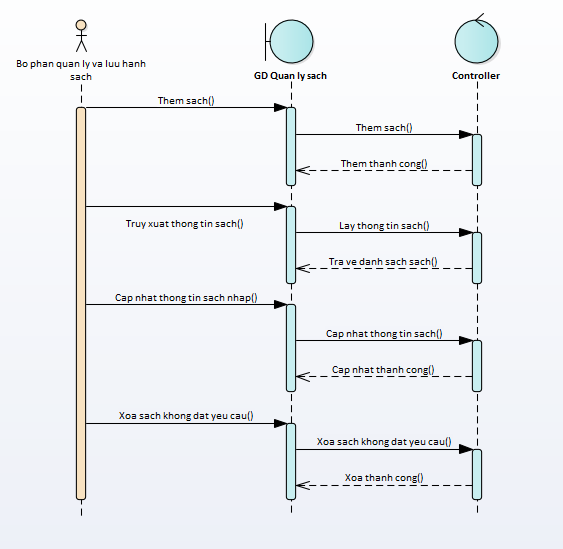 Bo phan quan ly va luu hanh
sach
GD Quan ly sach
Controller
Them sach()
Them sach()
Them thanh cong()
Truy xuat thong tin sach()
Lay thong tin sach()
Tra ve danh sach sach()
Cap nhat thong tin sach nhap()
Cap nhat thong tin sach()
Cap nhat thanh cong()
Xoa sach khong dat yeu cau()
Xoa sach khong dat yeu cau()
Xoa thanh cong()